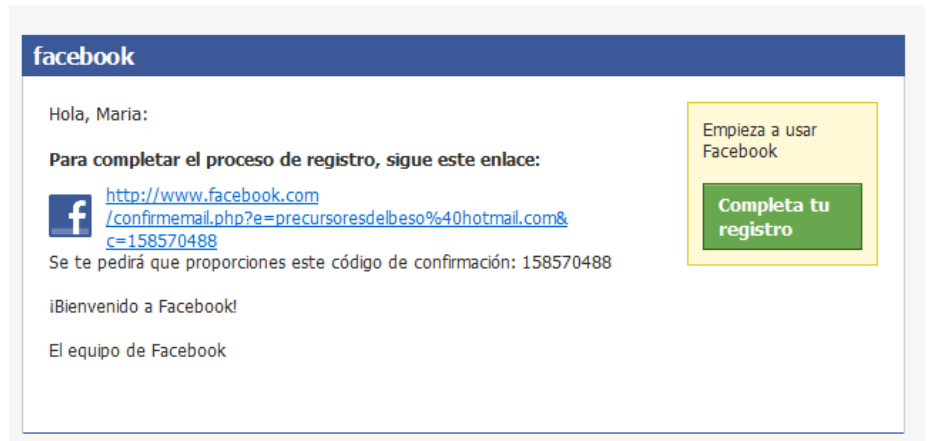 facebook
Hola, Maria:
Para completar el proceso de registro, sigue este enlace:
http://www.facebook.com
/confirmemail.php?e=precursoresdelbeso%40hotmail.com&
c=158570488
Se te pedirá que proporciones este código de confirmación: 158570488
¡Bienvenido a Facebook!
El equipo de Facebook
Empieza a usar
Facebook
Completa tu
registro